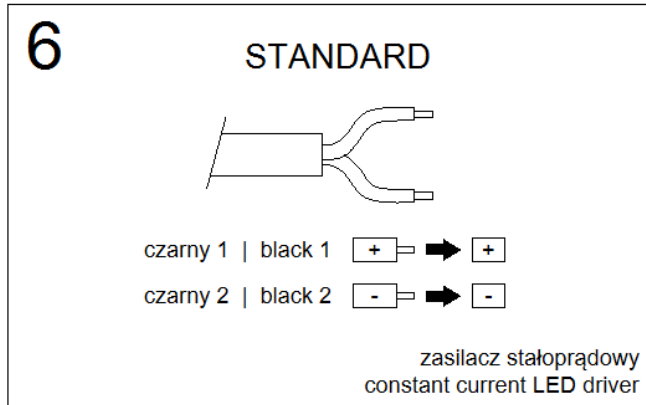 6
STANDARD
czarny 1 | black 1 + +
czarny 2 | black 2 - -
zasilacz stałoprądowy
constant current LED driver